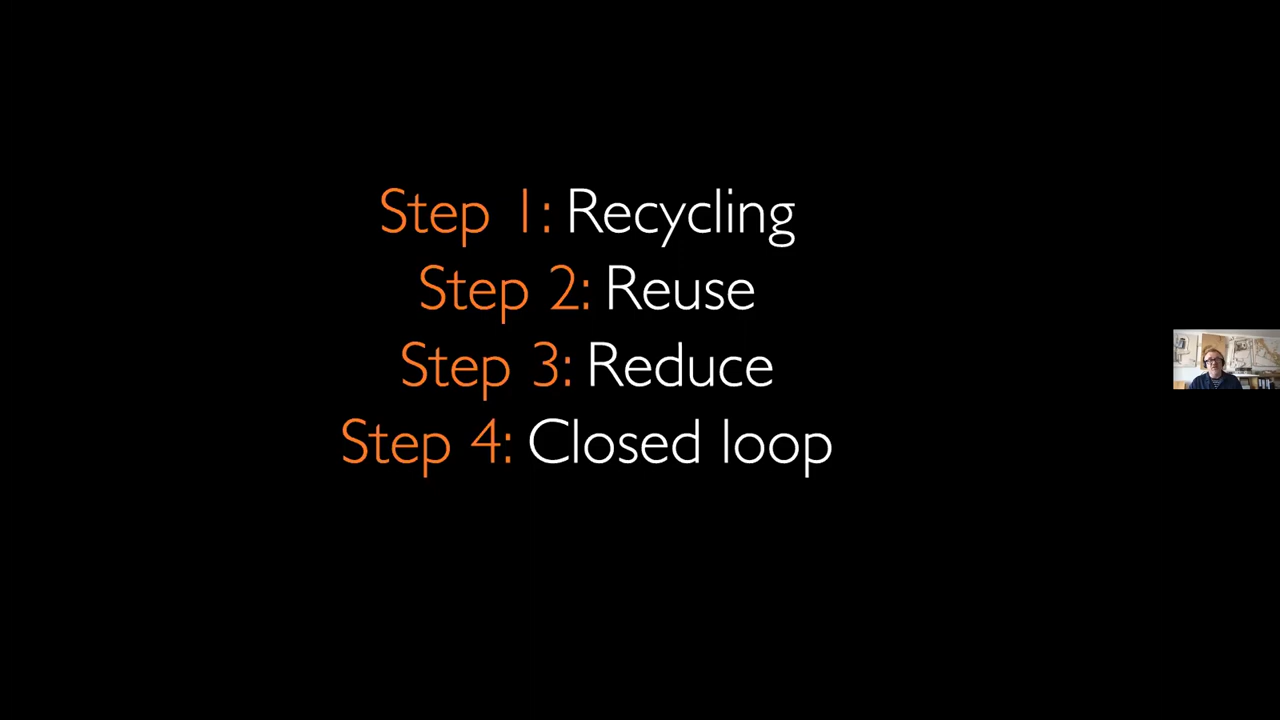 Step 1: Recycling
Step 2: Reuse
Step 3: Reduce
Step 4: Closed loop